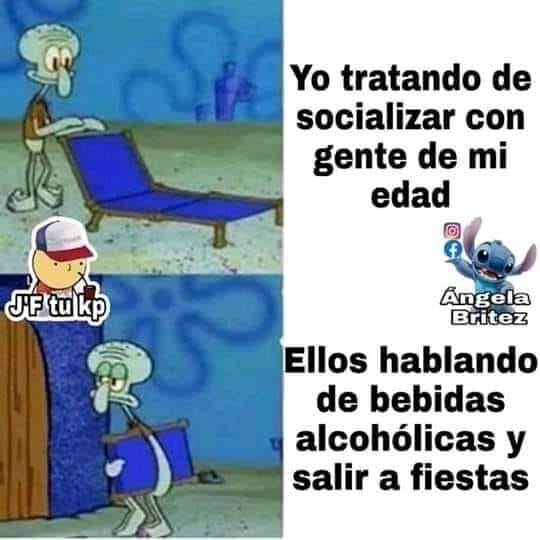 Yo tratando de
socializar con
gente de mi
edad
J'F tu kp
Ángela
Britez
Ellos hablando
de bebidas
alcohólicas y
salir a fiestas